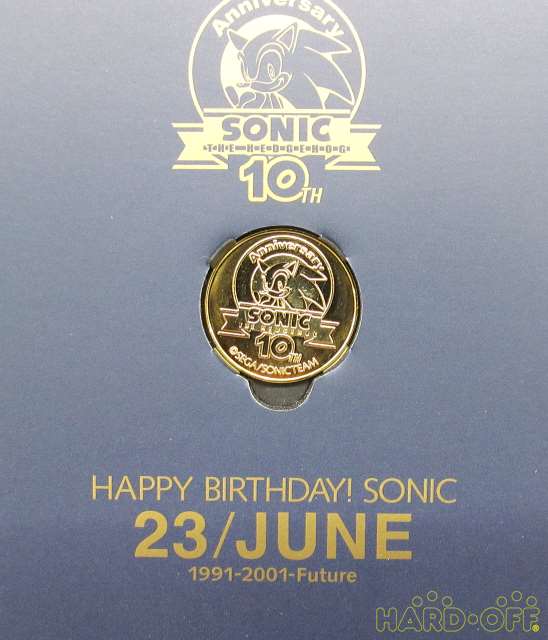 Anniversary
SONIC
THE HEDGEHOG
10TH
Anniversary
SONIC
THE HEDGEHOG
10TH
©SEGA/SONICTEAM
HAPPY BIRTHDAY! SONIC
23/JUNE
1991-2001-Future
HARD·OFF®